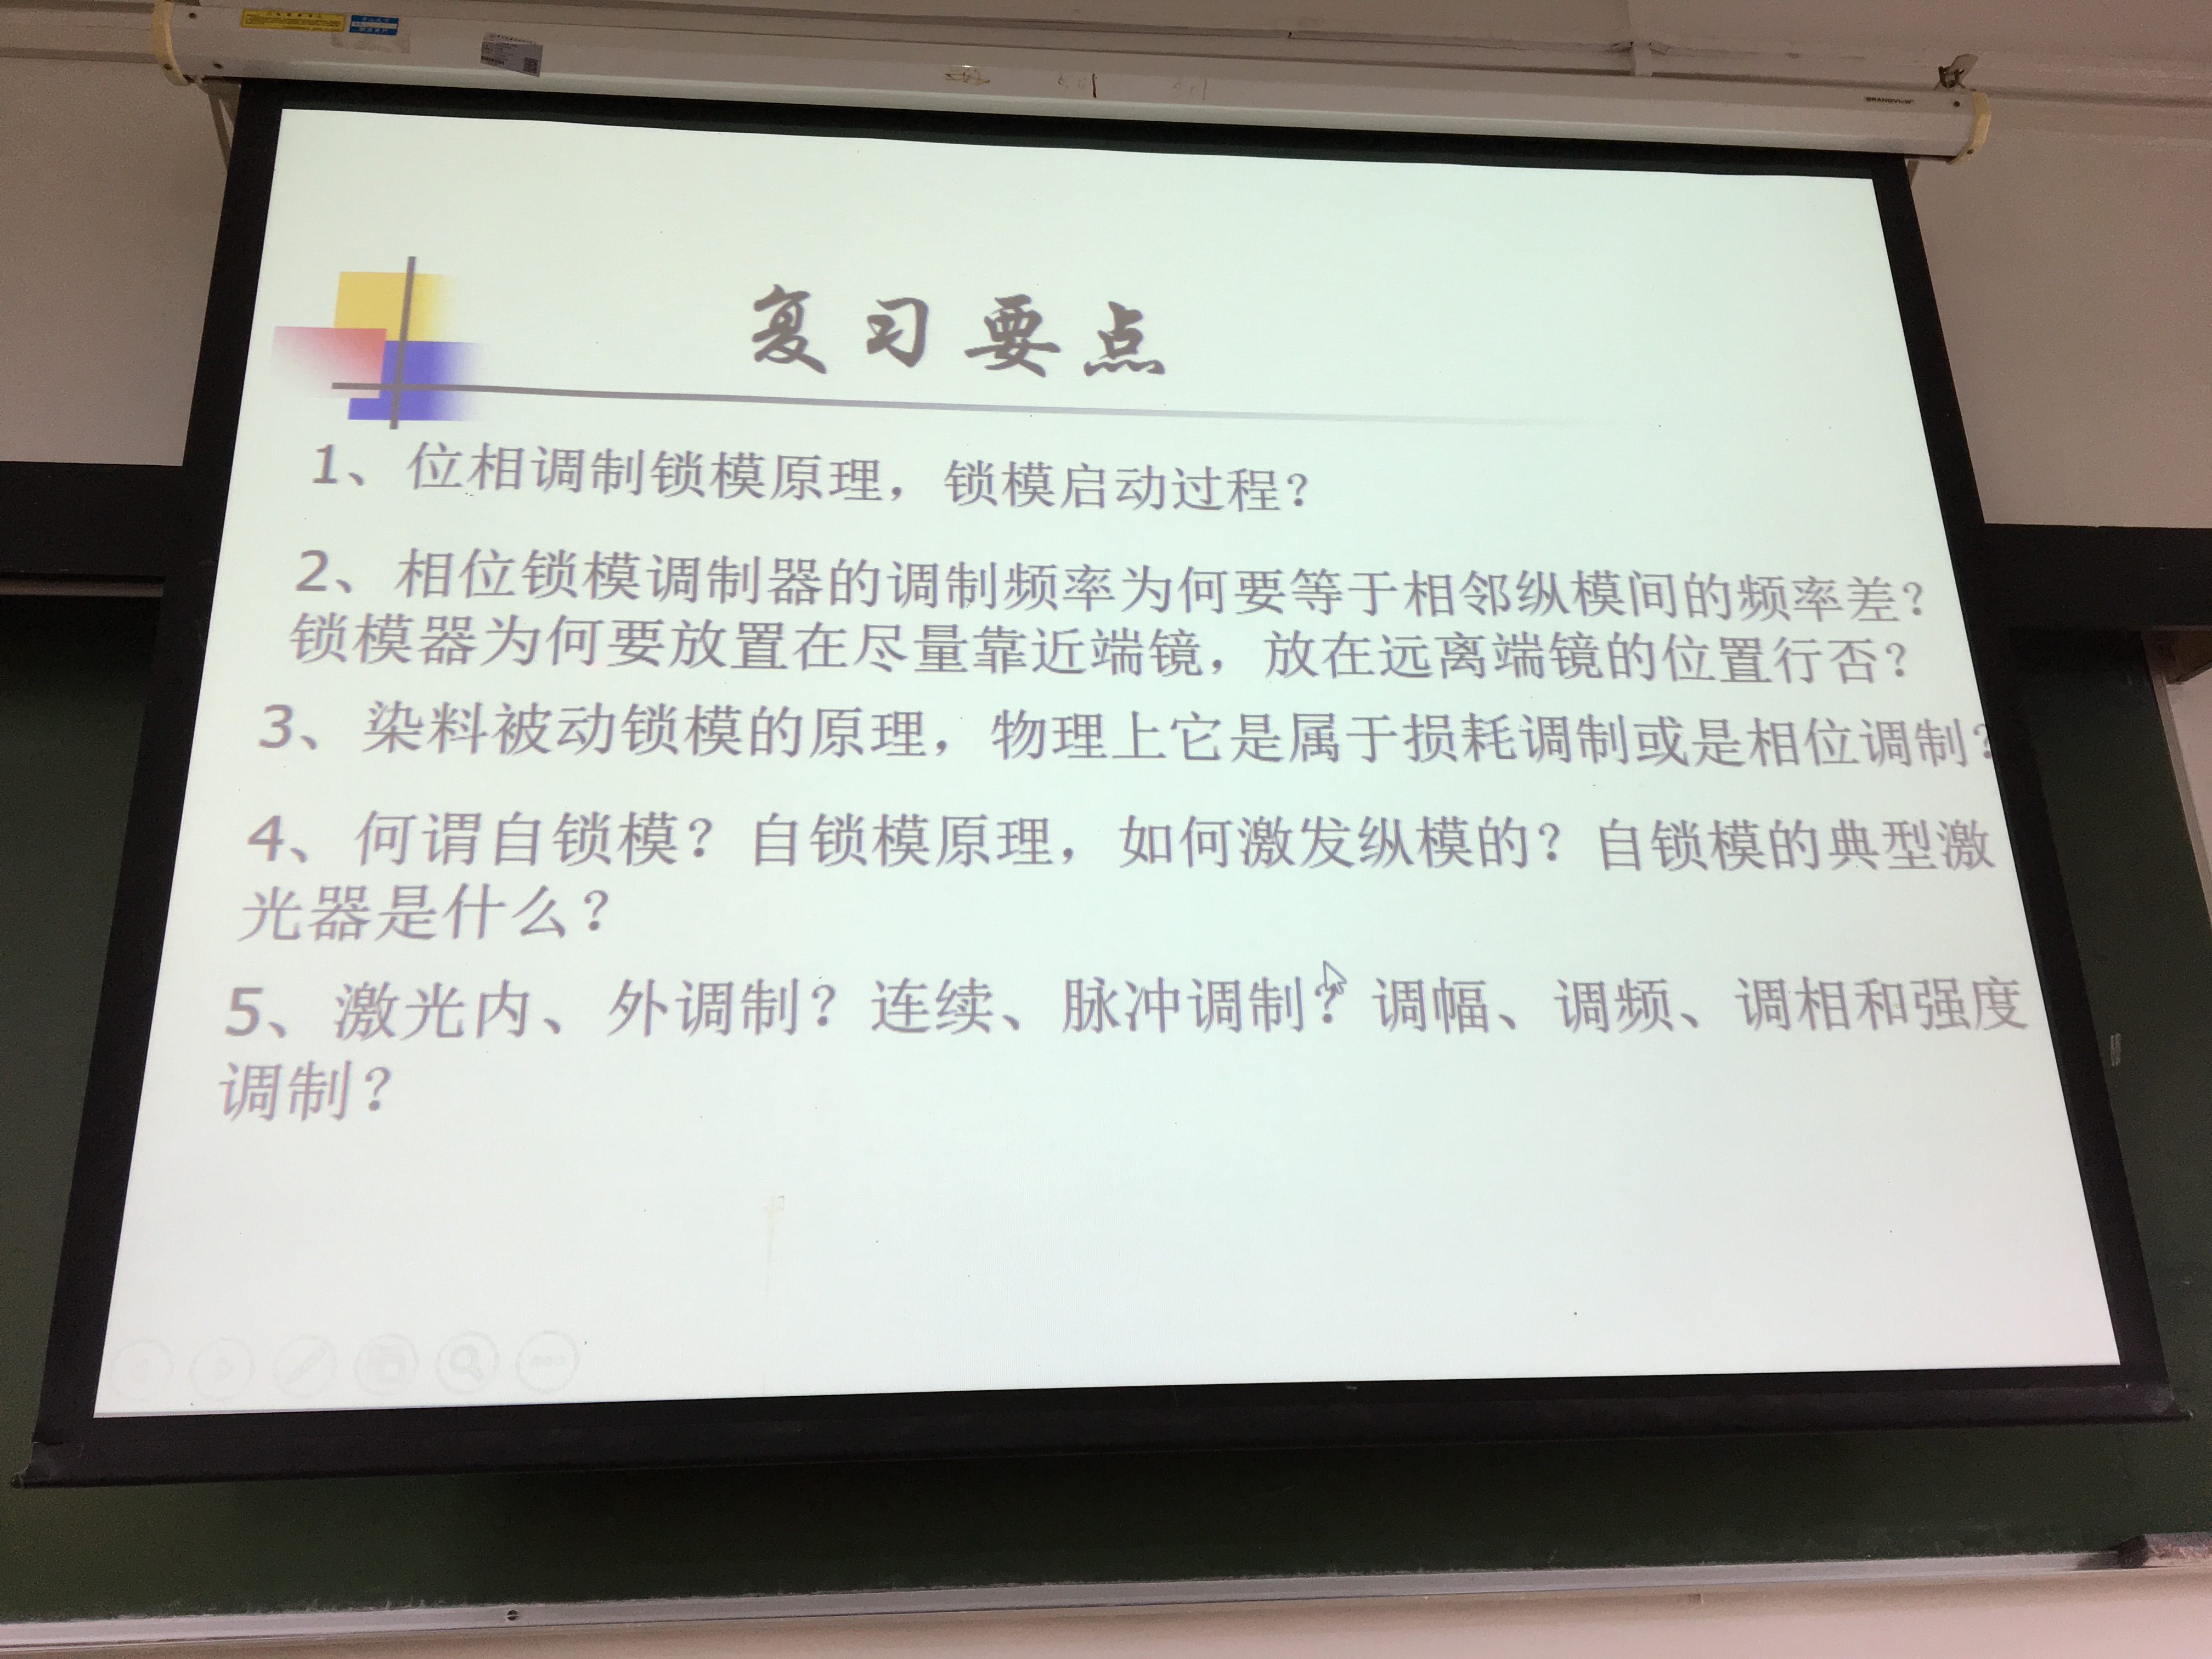 复习要点
1、位相调制锁模原理，锁模启动过程？
2、相位锁模调制器的调制频率为何要等于相邻纵模间的频率差？
锁模器为何要放置在尽量靠近端镜，放在远离端镜的位置行否？
3、染料被动锁模的原理，物理上它是属于损耗调制或是相位调制？
4、何谓自锁模？自锁模原理，如何激发纵模的？自锁模的典型激
光器是什么？
5、激光内、外调制？连续、脉冲调制？调幅、调频、调相和强度
调制？